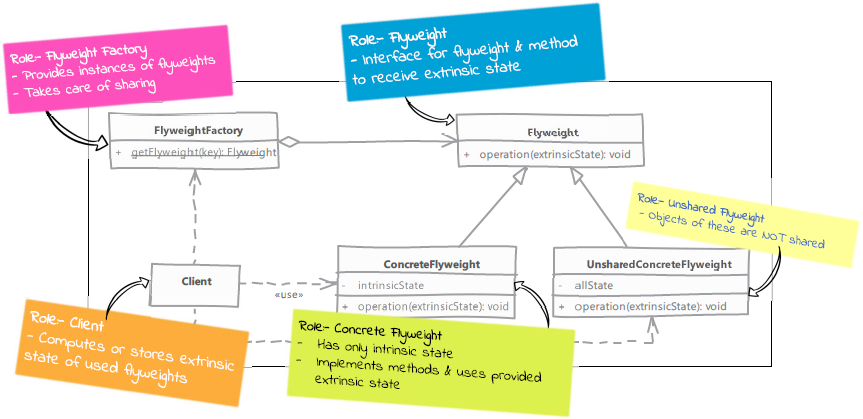 Role- Flyweight Factory
- Provides instances of flyweights
- Takes care of sharing
Role- Flyweight
- Interface for flyweight & method
to receive extrinsic state
FlyweightFactory
+ getFlyweight(key): Flyweight
Flyweight
+ operation(extrinsicState): void
Role- Unshared Flyweight
- Objects of these are NOT shared
Client
«use»
ConcreteFlyweight
- intrinsicState
+ operation(extrinsicState): void
UnsharedConcreteFlyweight
- allState
+ operation(extrinsicState): void
Role- Client
- Computes or stores extrinsic
state of used flyweights
Role- Concrete Flyweight
- Has only intrinsic state
- Implements methods & uses provided
extrinsic state